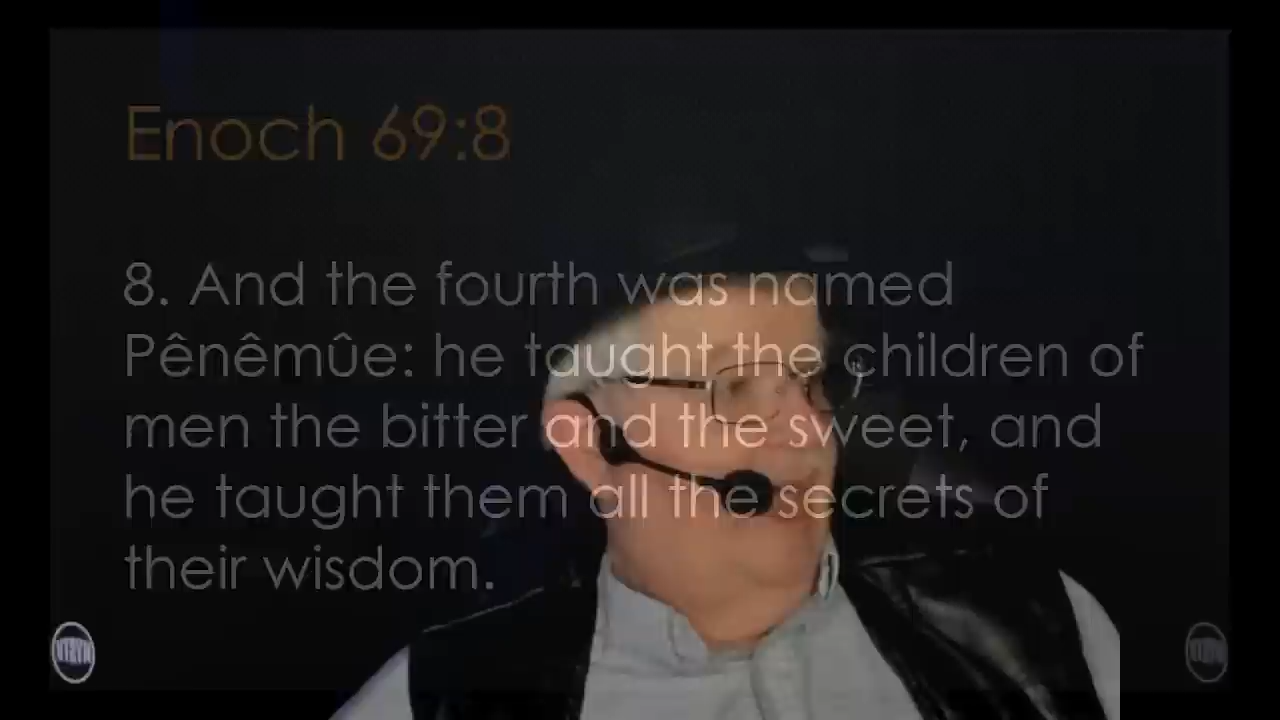 Enoch 69:8
8. And the fourth was named
Pênêmûe: he taught the children of
men the bitter and the sweet, and
he taught them all the secrets of
their wisdom.